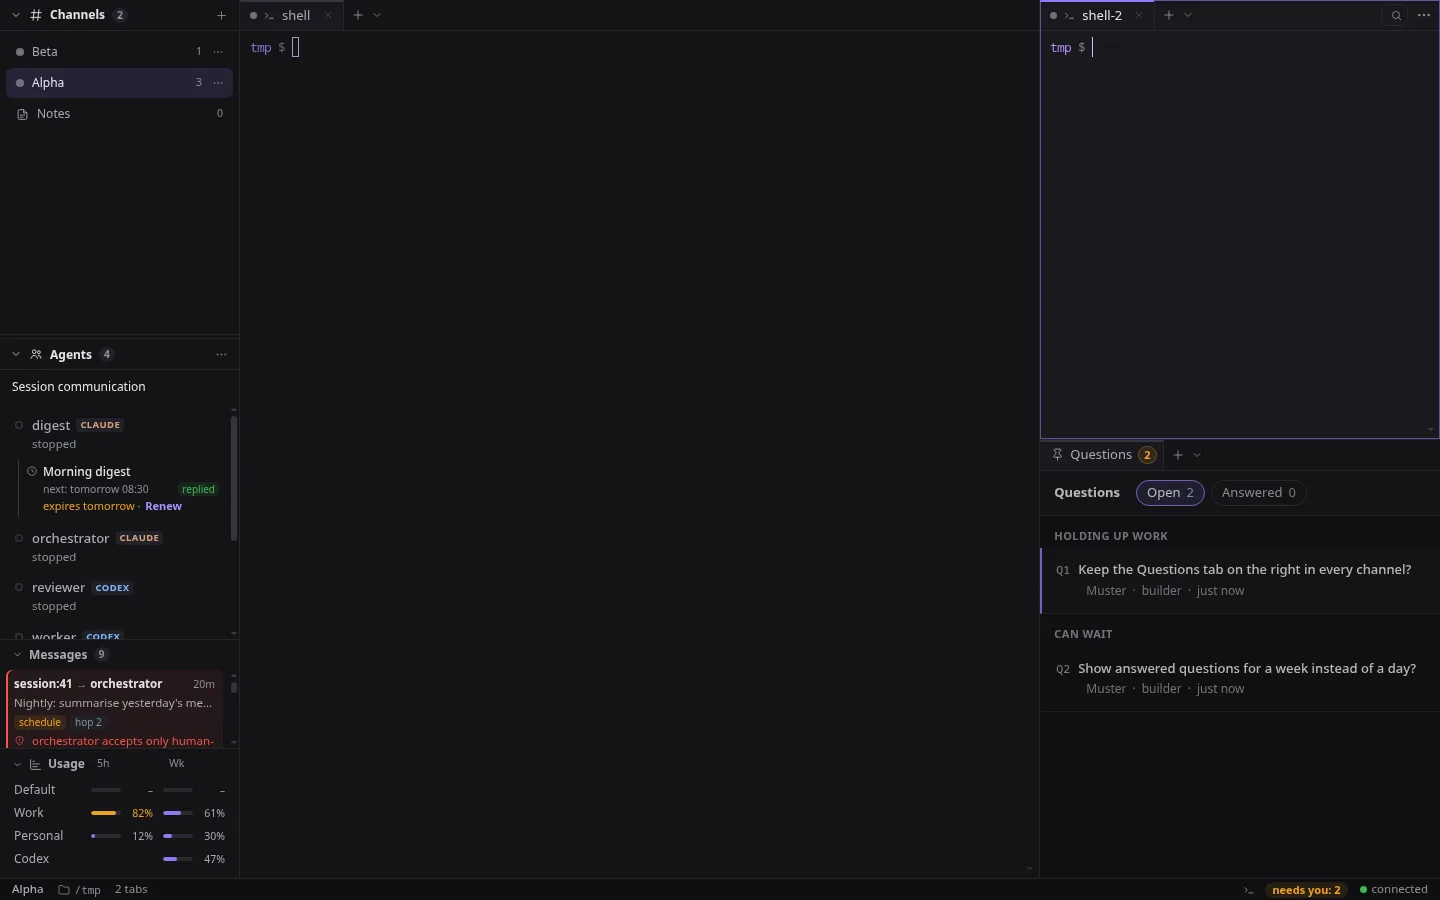 Channels 2
Beta 1 ...
Alpha 3 ...
Notes 0
Agents 4 ...
Session communication
digest CLAUDE
stopped
Morning digest
next: tomorrow 08:30 replied
expires tomorrow · Renew
orchestrator CLAUDE
stopped
reviewer CODEX
stopped
worker CODEX
Messages 9
session:41 → orchestrator 20m
Nightly: summarise yesterday's me...
schedule hop 2
orchestrator accepts only human-
Usage 5h Wk
Default – –
Work 82% 61%
Personal 12% 30%
Codex 47%
shell
tmp $
shell-2
tmp $
Questions 2
Questions Open 2 Answered 0
HOLDING UP WORK
Q1 Keep the Questions tab on the right in every channel?
Muster · builder · just now
CAN WAIT
Q2 Show answered questions for a week instead of a day?
Muster · builder · just now
Alpha /tmp 2 tabs
needs you: 2 connected